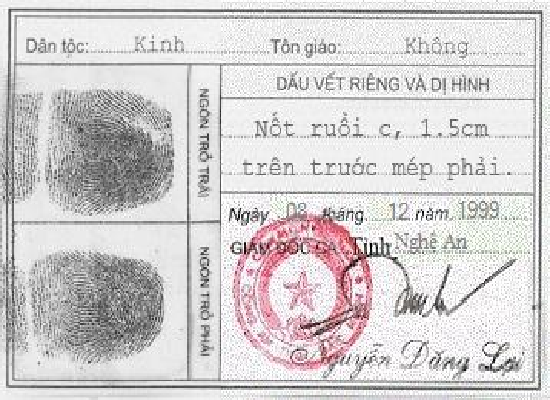 Dân tộc: Kinh Tôn giáo: Không
NGÓN TRỎ TRÁI
NGÓN TRỎ PHẢI
DẤU VẾT RIÊNG VÀ DỊ HÌNH
Nốt ruồi c, 1.5cm
trên trước mép phải.
Ngày 08 tháng 12 năm 1999
GIÁM ĐỐC CA Tỉnh Nghệ An
Nguyễn Đăng Lợi